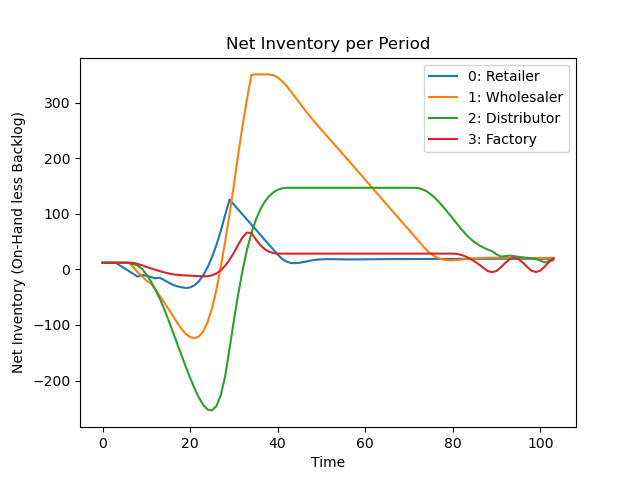 Net Inventory per Period
0: Retailer
1: Wholesaler
2: Distributor
3: Factory
Net Inventory (On-Hand less Backlog)
300
200
100
0
−100
−200
0
20
40
60
80
100
Time